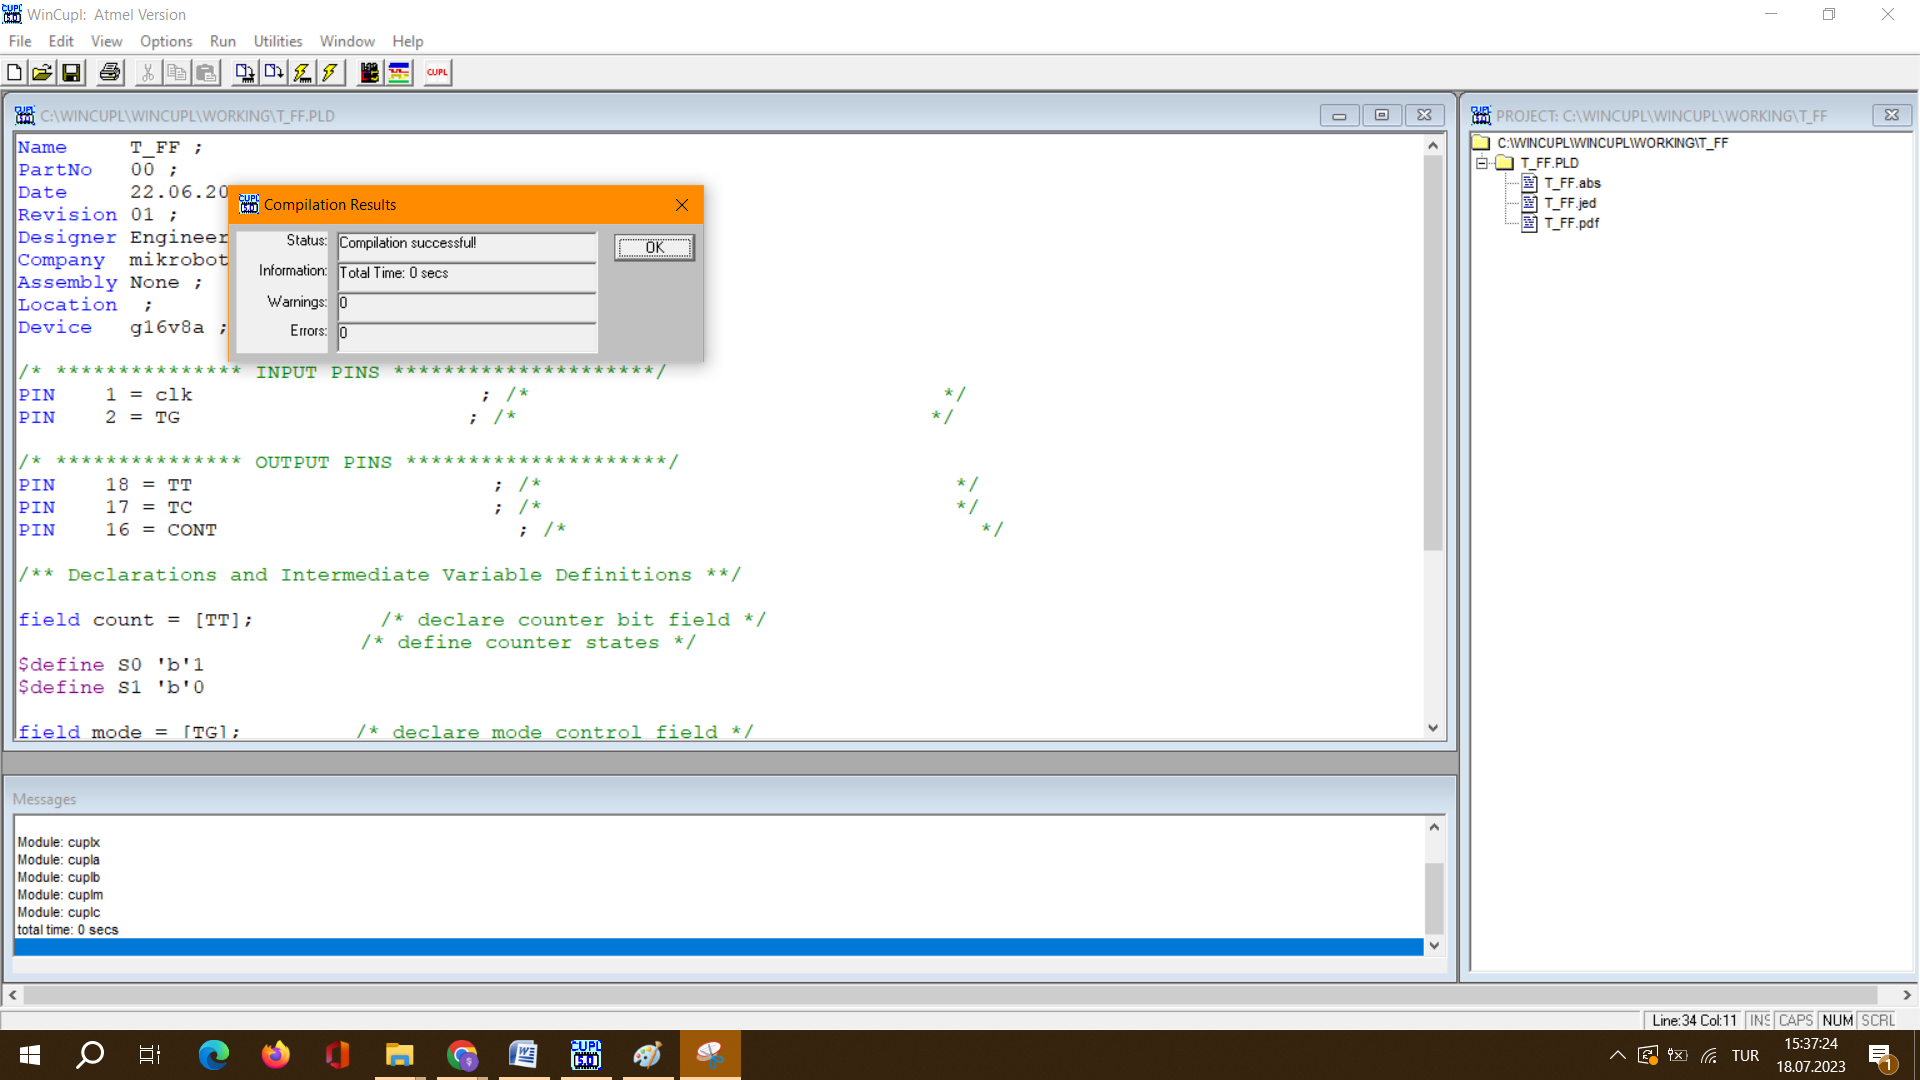 WinCupl: Atmel Version
File Edit View Options Run Utilities Window Help
CUPL
C:\WINCUPL\WINCUPL\WORKING\T_FF.PLD
Name T_FF ;
PartNo 00 ;
Date 22.06.20
Revision 01 ;
Designer Engineer
Company mikrobot
Assembly None ;
Location ;
Device g16v8a ;
Compilation Results
Status: Compilation successful!
Information: Total Time: 0 secs
Warnings: 0
Errors: 0
OK
/* *************** INPUT PINS *********************/
PIN 1 = clk ; /* */
PIN 2 = TG ; /* */
/* *************** OUTPUT PINS *********************/
PIN 18 = TT ; /* */
PIN 17 = TC ; /* */
PIN 16 = CONT ; /* */
/** Declarations and Intermediate Variable Definitions **/
field count = [TT]; /* declare counter bit field */
/* define counter states */
$define S0 'b'1
$define S1 'b'0
field mode = [TG]; /* declare mode control field */
PROJECT: C:\WINCUPL\WINCUPL\WORKING\T_FF
C:\WINCUPL\WINCUPL\WORKING\T_FF
T_FF.PLD
T_FF.abs
T_FF.jed
T_FF.pdf
Messages
Module: cuplx
Module: cupla
Module: cuplb
Module: cuplm
Module: cuplc
total time: 0 secs
Line:34 Col:11 INS CAPS NUM SCRL
CUPL 5.0
TUR
15:37:24
18.07.2023
1